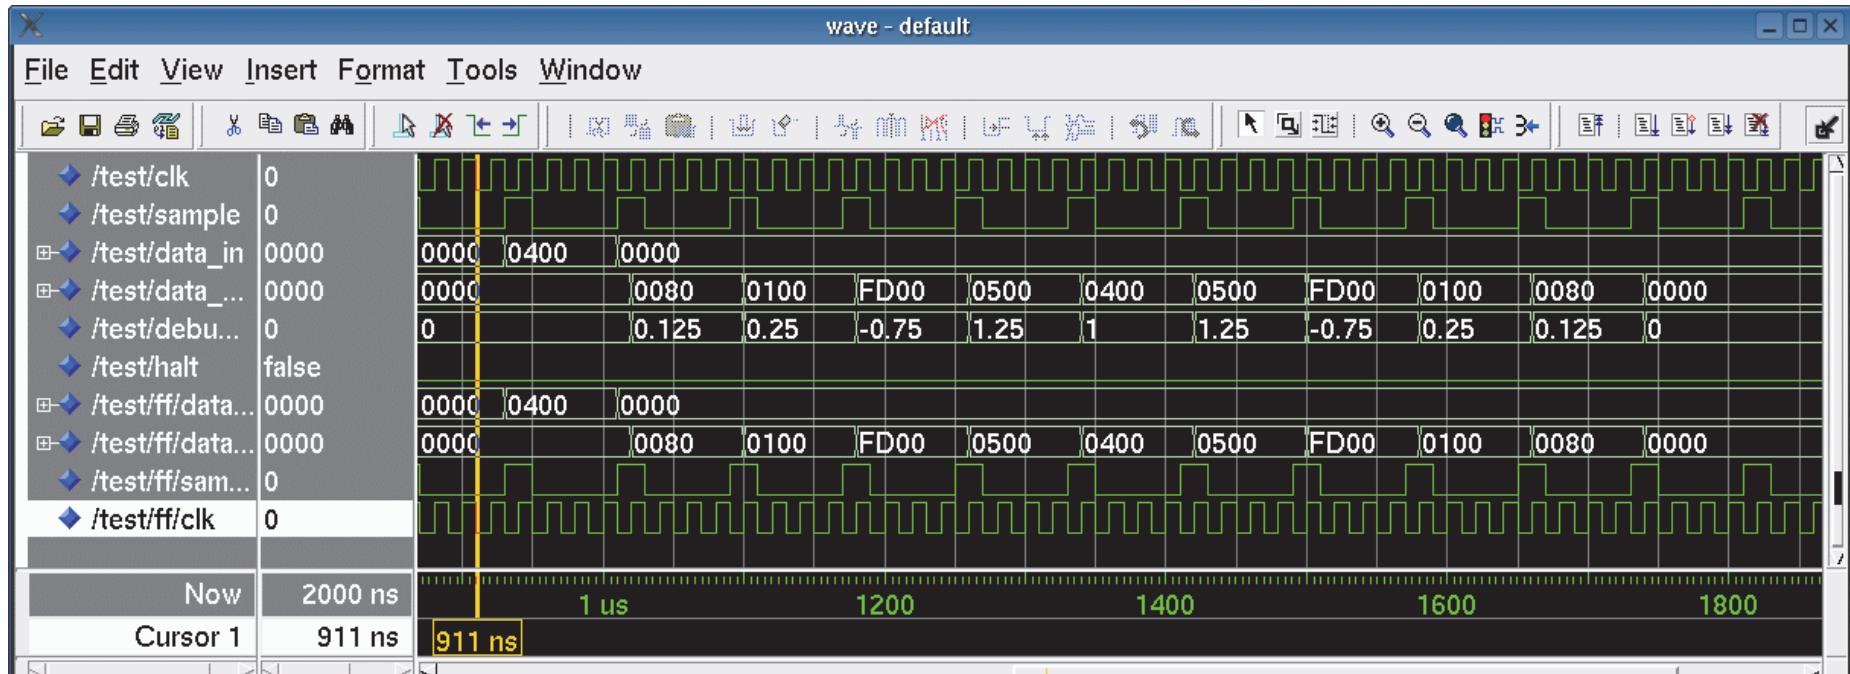 wave - default
File Edit View Insert Format Tools Window
/test/clk 0
/test/sample 0
/test/data_in 0000 0000 0400 0000
/test/data_... 0000 0000 0080 0100 FD00 0500 0400 0500 FD00 0100 0080 0000
/test/debu... 0 0 0.125 0.25 -0.75 1.25 1 1.25 -0.75 0.25 0.125 0
/test/halt false
/test/ff/data... 0000 0000 0400 0000
/test/ff/data... 0000 0000 0080 0100 FD00 0500 0400 0500 FD00 0100 0080 0000
/test/ff/sam... 0
/test/ff/clk 0
Now 2000 ns 1 us 1200 1400 1600 1800
Cursor 1 911 ns 911 ns